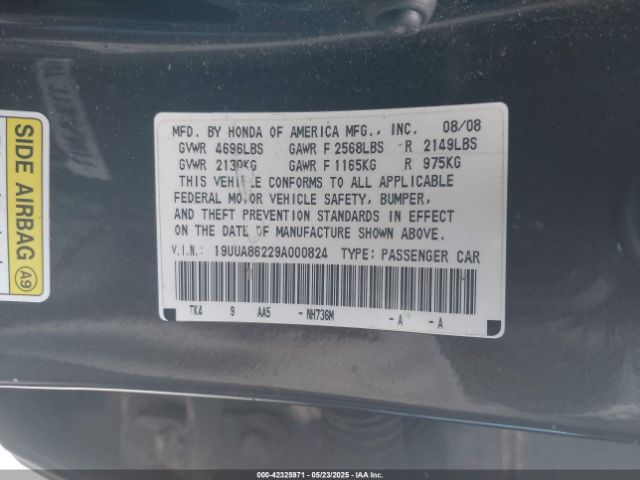 MFD. BY HONDA OF AMERICA MFG., INC. 08/08
GVWR 4696LBS GAWR F 2568LBS R 2149LBS
GVWR 2130KG GAWR F 1165KG R 975KG
THIS VEHICLE CONFORMS TO ALL APPLICABLE
FEDERAL MOTOR VEHICLE SAFETY, BUMPER,
AND THEFT PREVENTION STANDARDS IN EFFECT
ON THE DATE OF MANUFACTURE SHOWN ABOVE.
V.I.N.: 19UUA86229A000824 TYPE: PASSENGER CAR
TK4 9 AA5 -NH736M -A -A
SIDE AIRBAG A9
000-42325971 | 05/23/2025 | IAAI.COM